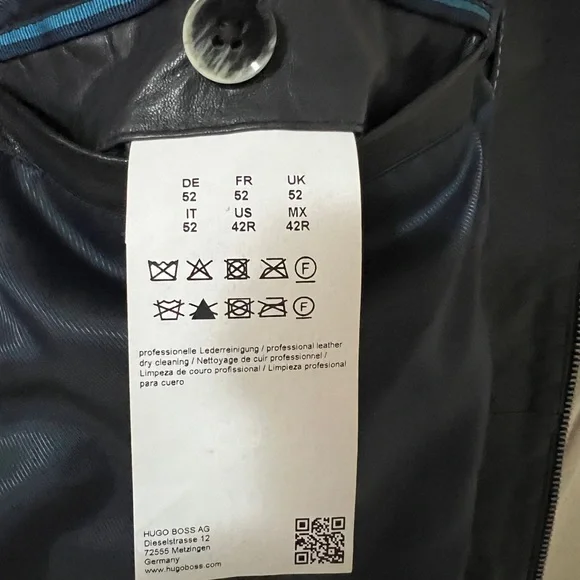 DE FR UK
52 52 52
IT US MX
52 42R 42R
F
F
professionelle Lederreinigung / professional leather
dry cleaning / Nettoyage de cuir professionnel /
Limpeza de couro profissional / Limpieza profesional
para cuero
HUGO BOSS AG
Dieselstrasse 12
72555 Metzingen
Germany
www.hugoboss.com